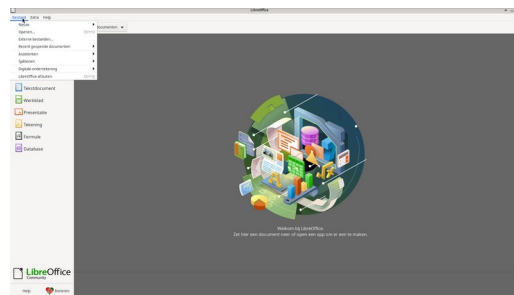 LibreOffice
Bestand Extra Help
Nieuw
Openen...
Externe bestanden...
Recent geopende documenten
Assistenten
Sjablonen
Digitale ondertekening
LibreOffice afsluiten
documenten
Tekstdocument
Werkblad
Presentatie
Tekening
Formule
Database
Welkom bij LibreOffice.
Zet hier een document neer of open een app om er een te maken.
LibreOffice
Community
Help Doneren